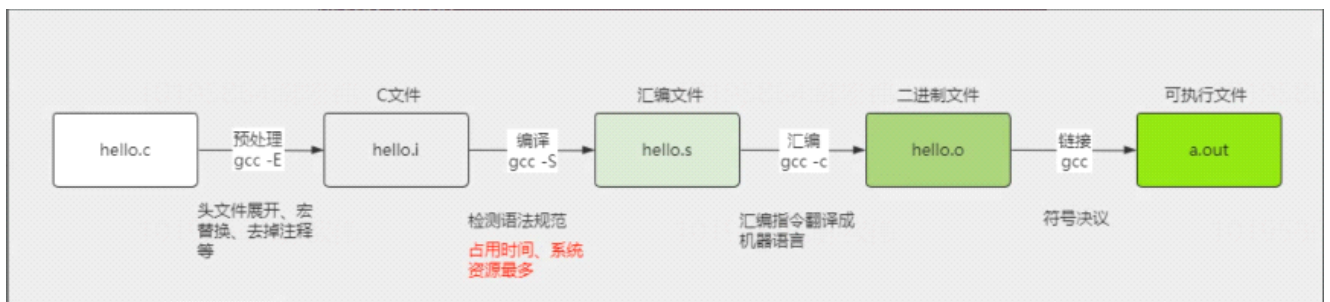 C文件
汇编文件
二进制文件
可执行文件
hello.c
预处理
gcc -E
hello.i
编译
gcc -S
hello.s
汇编
gcc -c
hello.o
链接
gcc
a.out
头文件展开、宏
替换、去掉注释
等
检测语法规范
占用时间、系统
资源最多
汇编指令翻译成
机器语言
符号决议